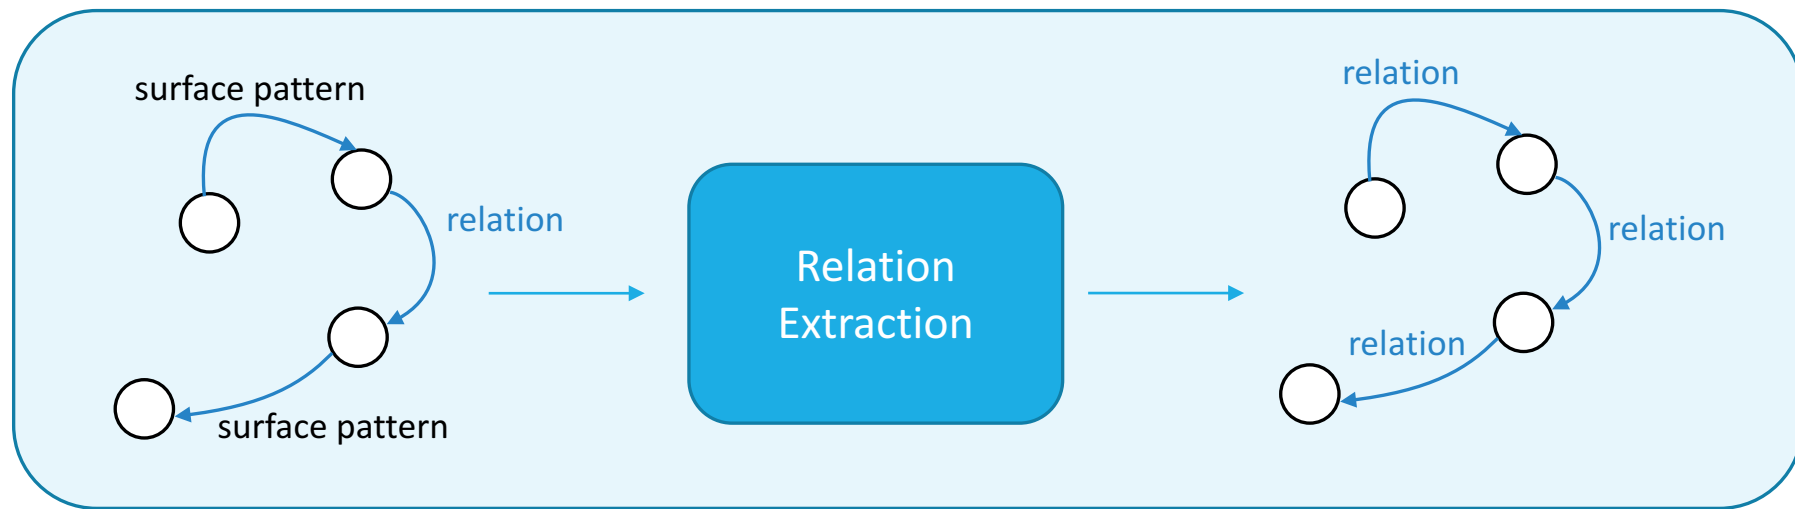 surface pattern
relation
surface pattern
Relation
Extraction
relation
relation
relation